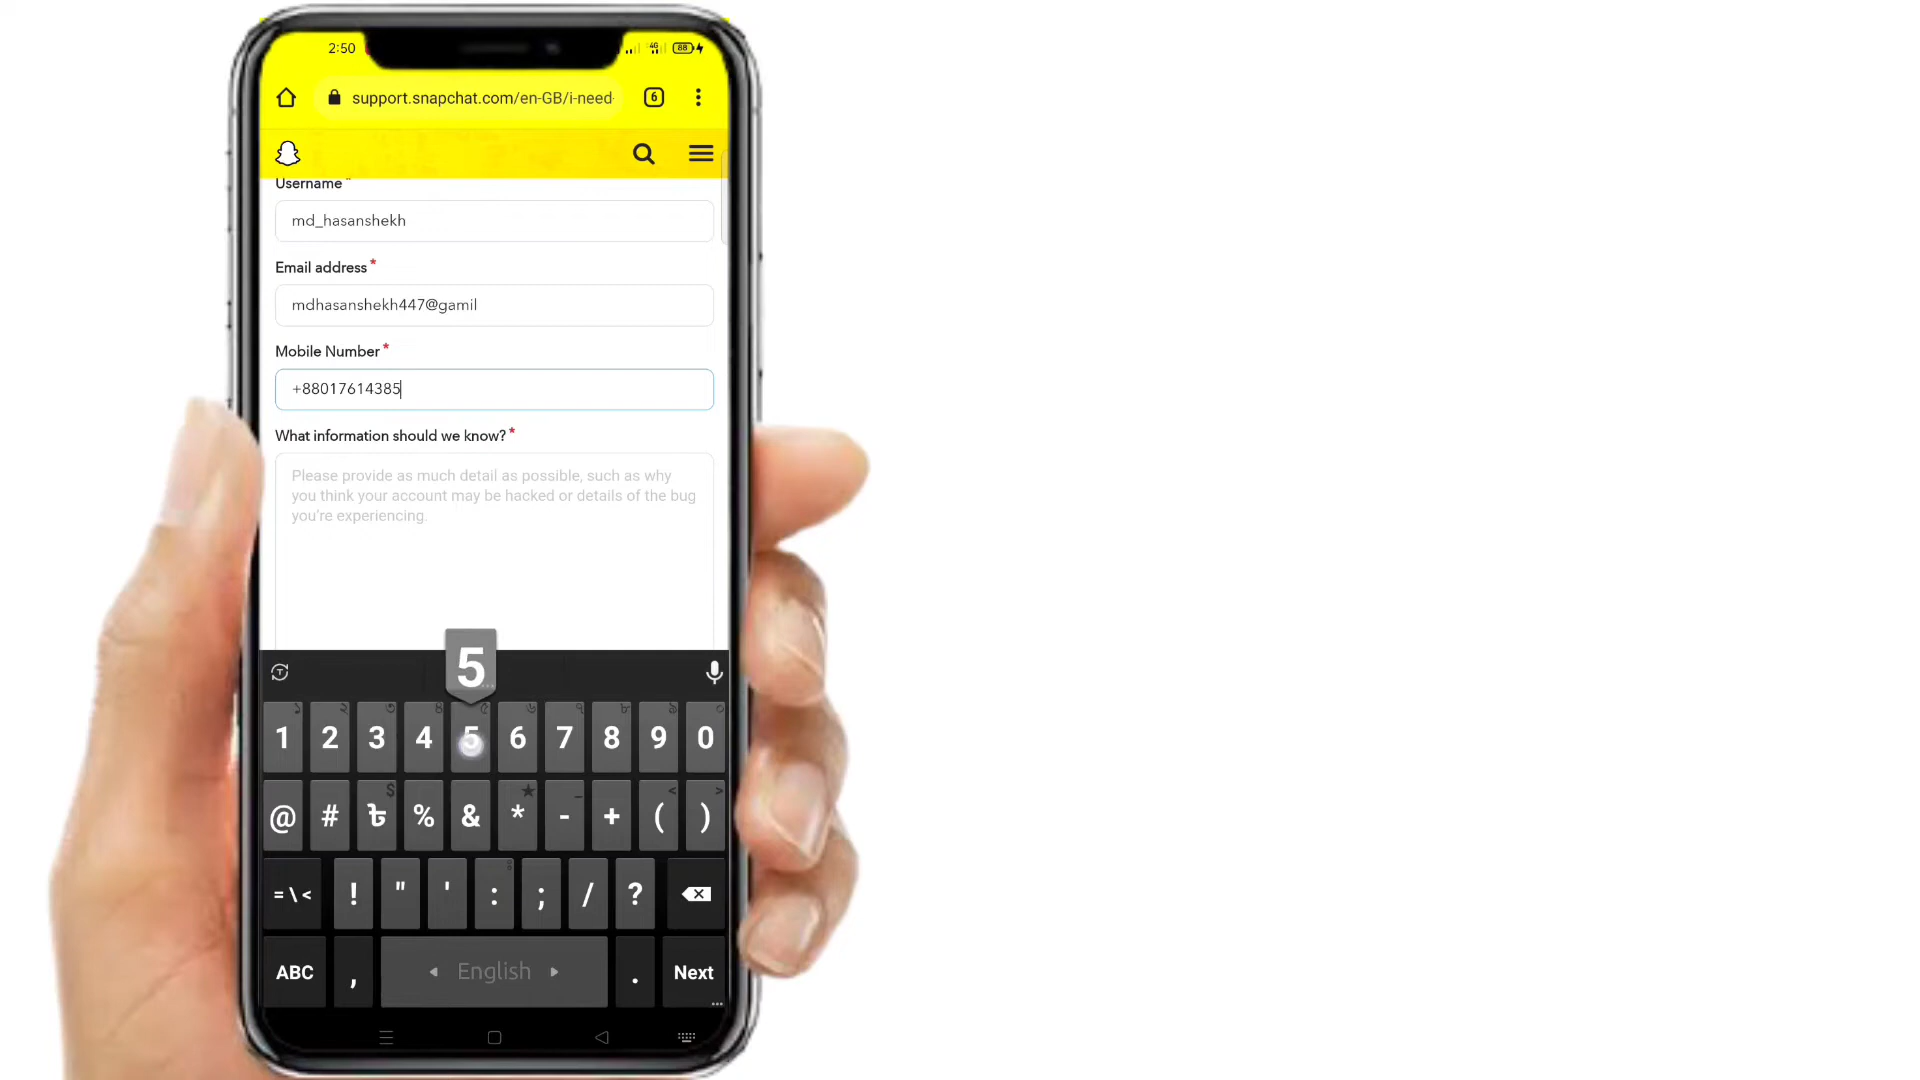 2:50
4G
88
support.snapchat.com/en-GB/i-need-
6
Username *
md_hasanshekh
Email address *
mdhasanshekh447@gamil
Mobile Number *
+88017614385
What information should we know? *
Please provide as much detail as possible, such as why
you think your account may be hacked or details of the bug
you're experiencing.
5
1 2 3 4 5 6 7 8 9 0
@ # ৳ % & * - + ( )
= \ < ! " ' : ; / ?
ABC , English . Next